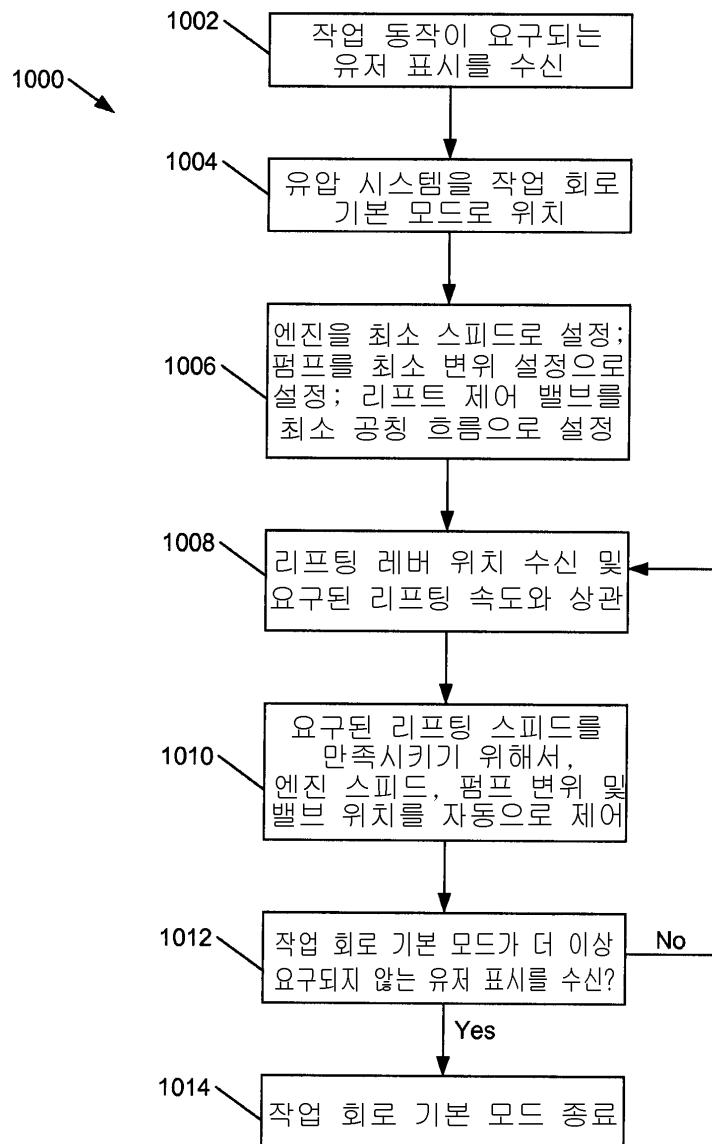 1000
1002
작업 동작이 요구되는
유저 표시를 수신
1004
유압 시스템을 작업 회로
기본 모드로 위치
1006
엔진을 최소 스피드로 설정;
펌프를 최소 변위 설정으로
설정; 리프트 제어 밸브를
최소 공칭 흐름으로 설정
1008
리프팅 레버 위치 수신 및
요구된 리프팅 속도와 상관
1010
요구된 리프팅 스피드를
만족시키기 위해서,
엔진 스피드, 펌프 변위 및
밸브 위치를 자동으로 제어
1012
작업 회로 기본 모드가 더 이상
요구되지 않는 유저 표시를 수신?
No
Yes
1014
작업 회로 기본 모드 종료